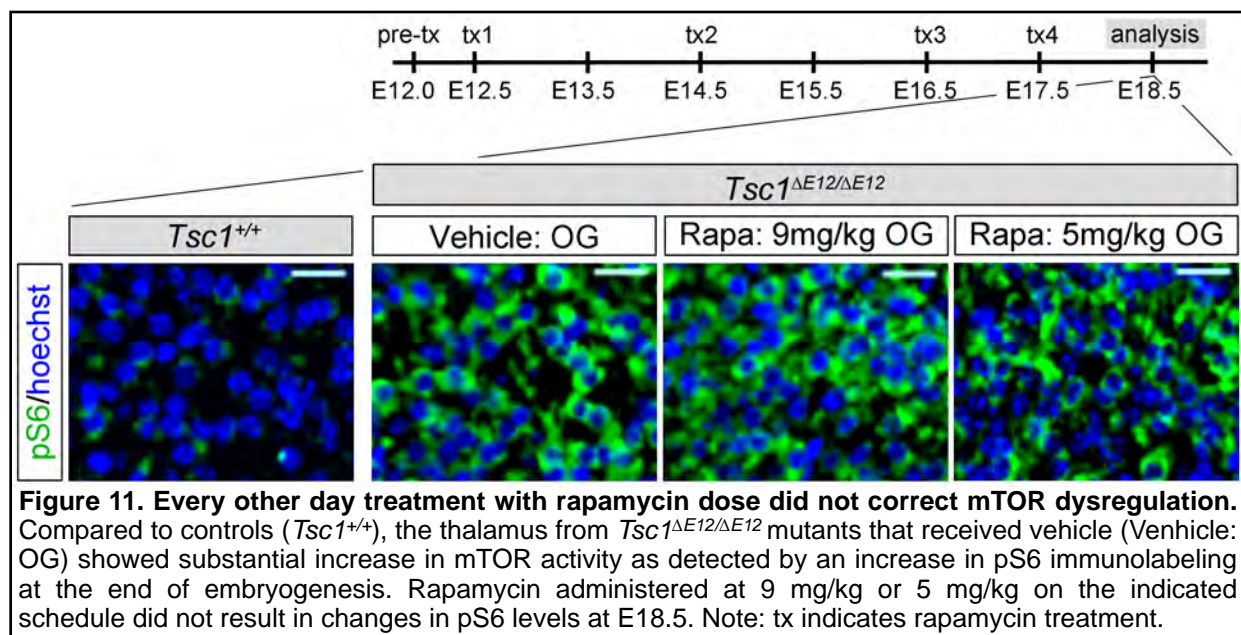 pre-tx tx1 tx2 tx3 tx4 analysis
E12.0 E12.5 E13.5 E14.5 E15.5 E16.5 E17.5 E18.5
Tsc1ΔE12/ΔE12
Tsc1+/+ Vehicle: OG Rapa: 9mg/kg OG Rapa: 5mg/kg OG
pS6/hoechst
Figure 11. Every other day treatment with rapamycin dose did not correct mTOR dysregulation.
Compared to controls (Tsc1+/+), the thalamus from Tsc1ΔE12/ΔE12 mutants that received vehicle (Venhicle:
OG) showed substantial increase in mTOR activity as detected by an increase in pS6 immunolabeling
at the end of embryogenesis. Rapamycin administered at 9 mg/kg or 5 mg/kg on the indicated
schedule did not result in changes in pS6 levels at E18.5. Note: tx indicates rapamycin treatment.